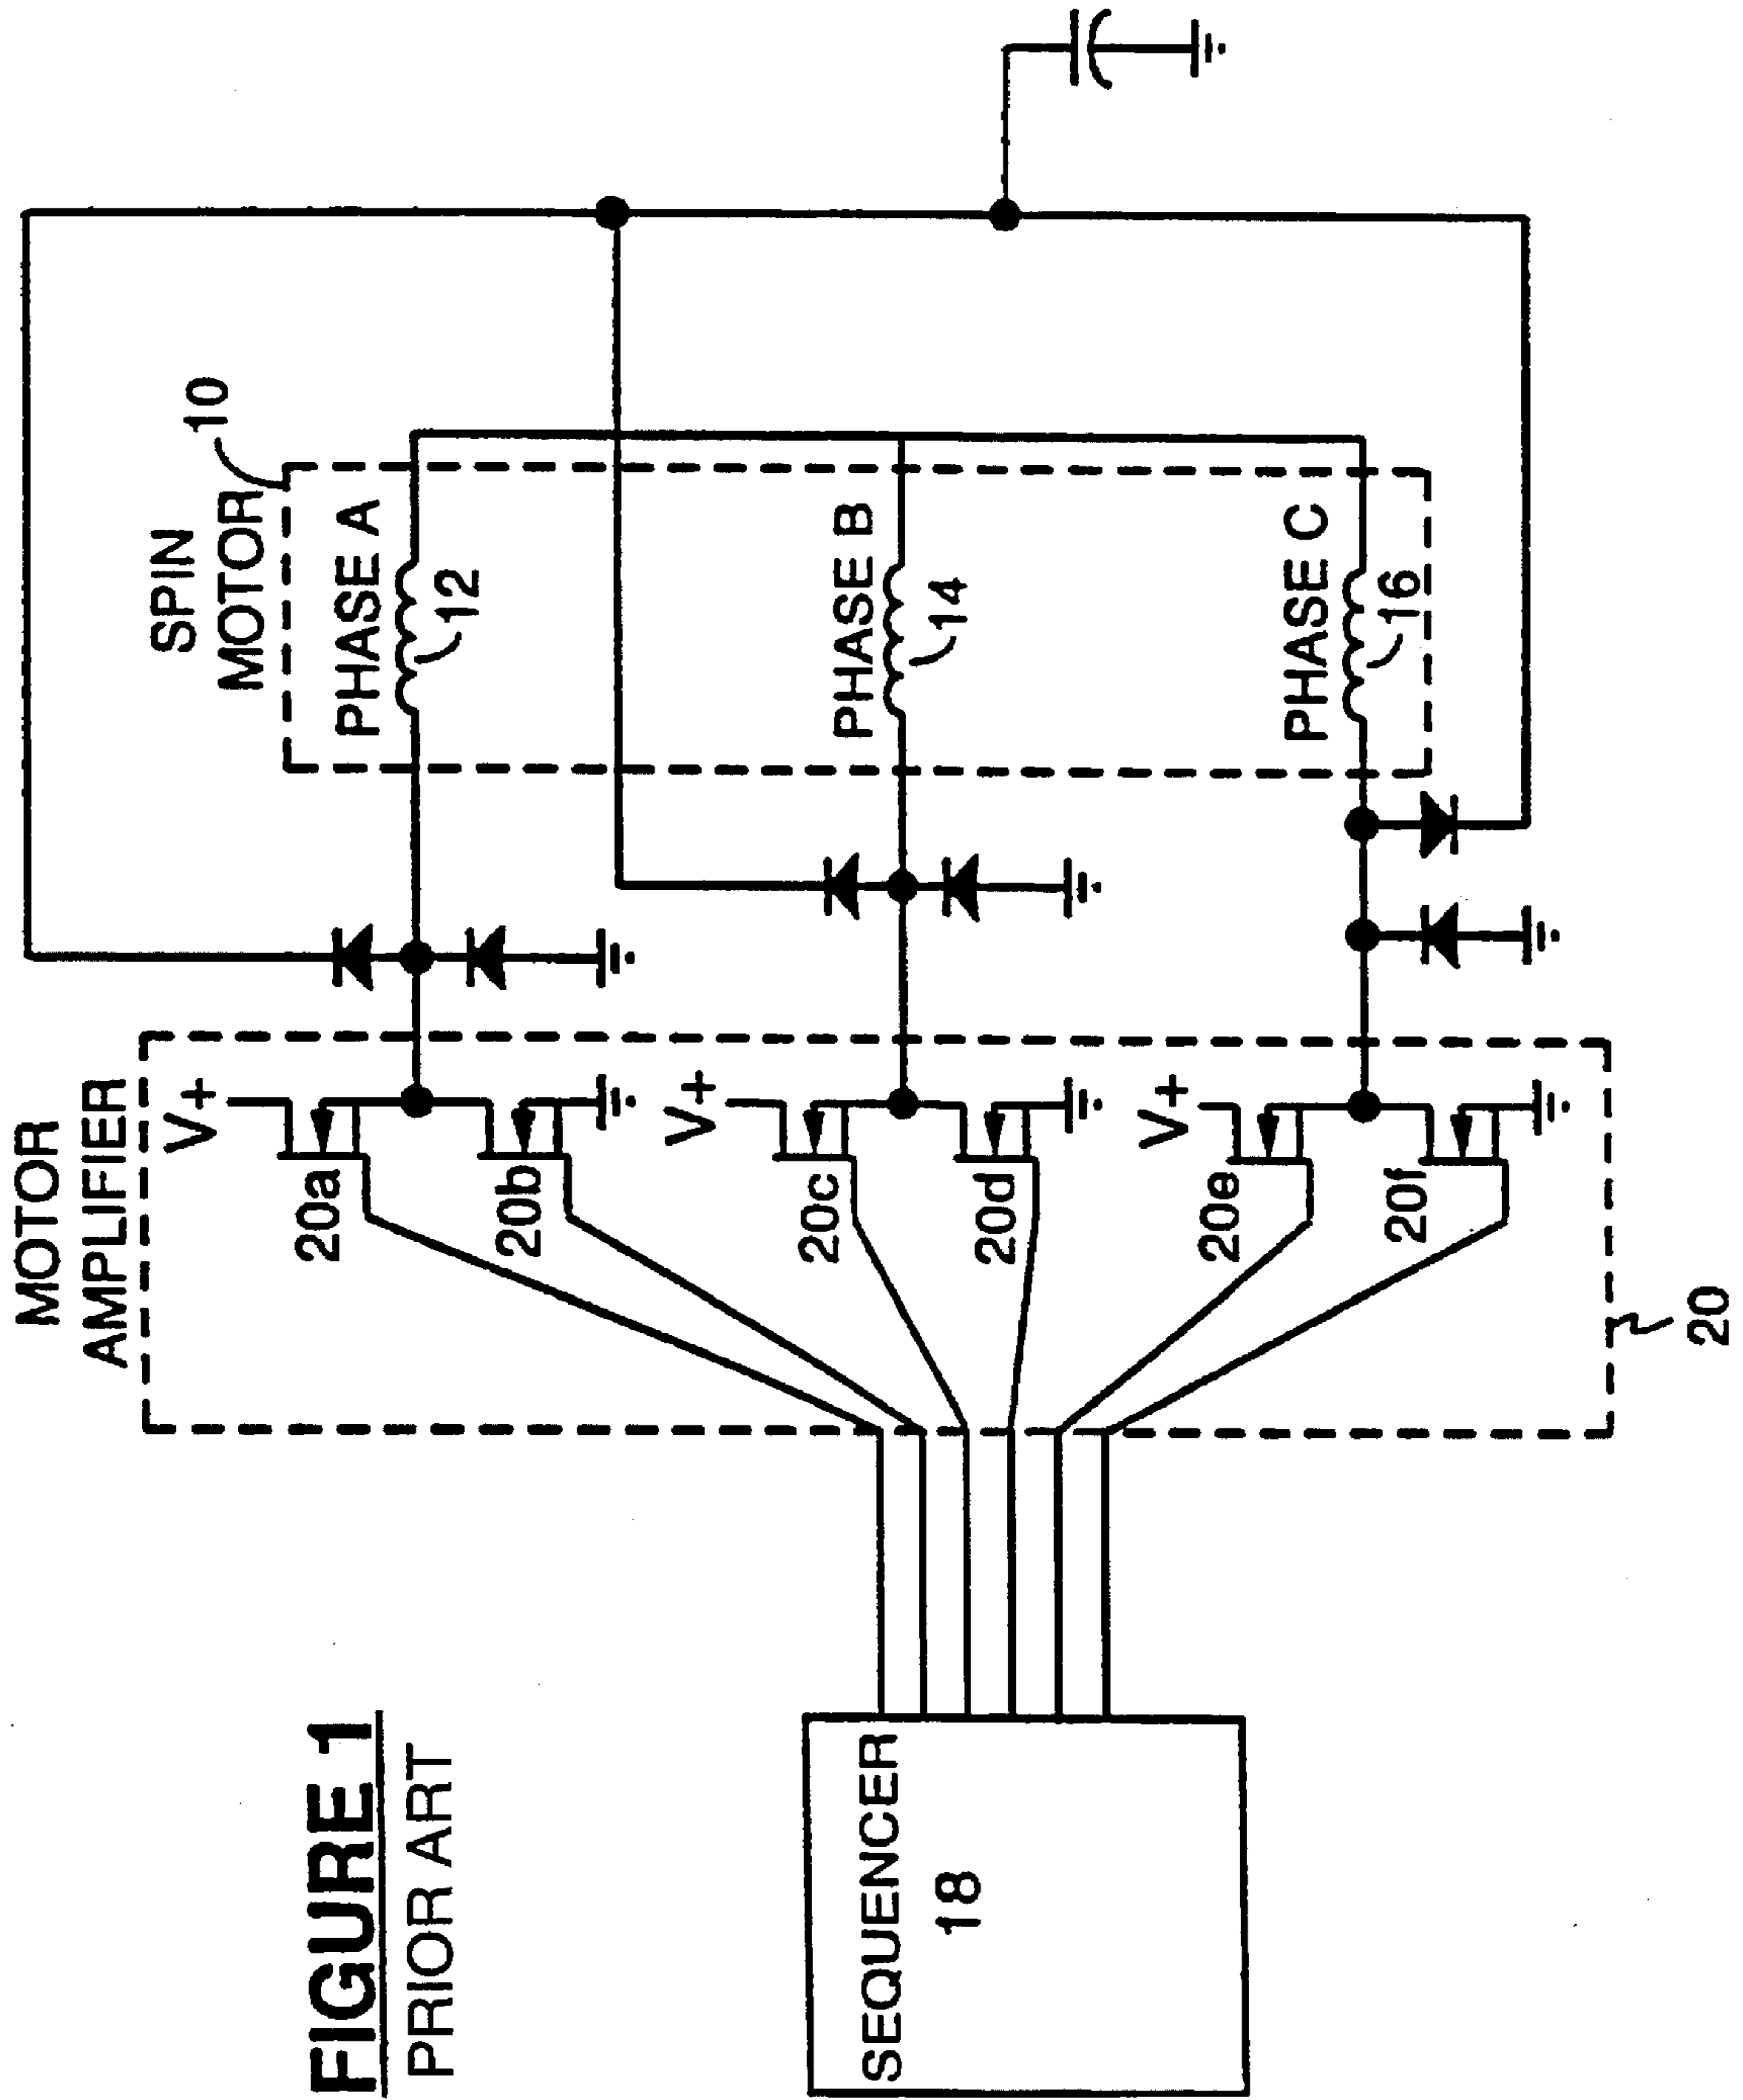 FIGURE 1
PRIOR ART
SEQUENCER
18
MOTOR
AMPLIFIER
V+
20a
20b
V+
20c
20d
V+
20e
20f
20
SPIN
MOTOR
10
PHASE A
12
PHASE B
14
PHASE C
16